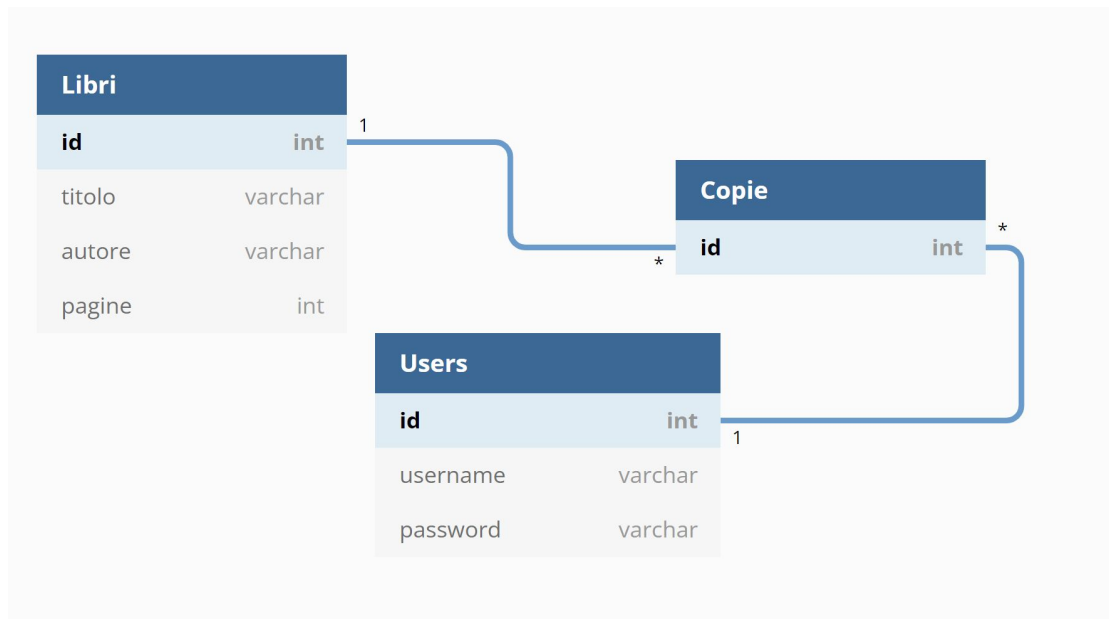 Libri
id int
titolo varchar
autore varchar
pagine int
1
*
Copie
id int
*
Users
id int
username varchar
password varchar
1